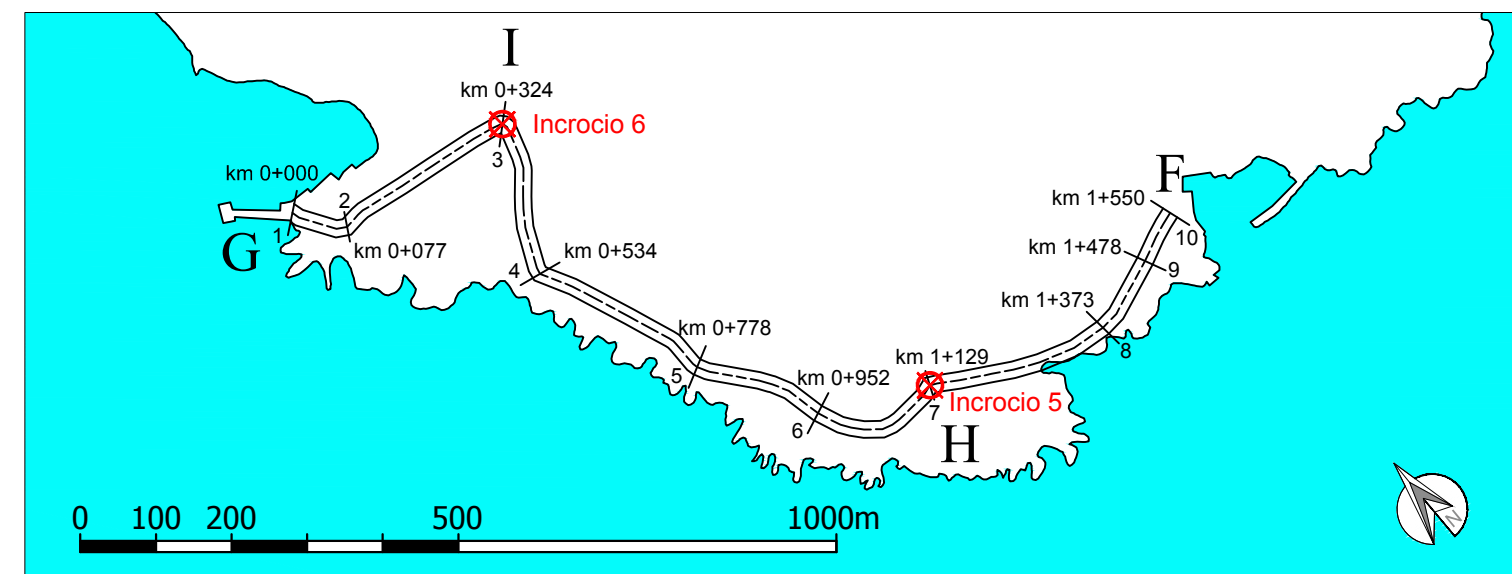 I
km 0+324
Incrocio 6
3
km 0+000
2
1
G
km 0+077
km 0+534
4
F
km 1+550
10
km 1+478
9
km 1+373
8
km 0+778
5
km 1+129
km 0+952
Incrocio 5
7
6
H
0 100 200 500 1000m
N